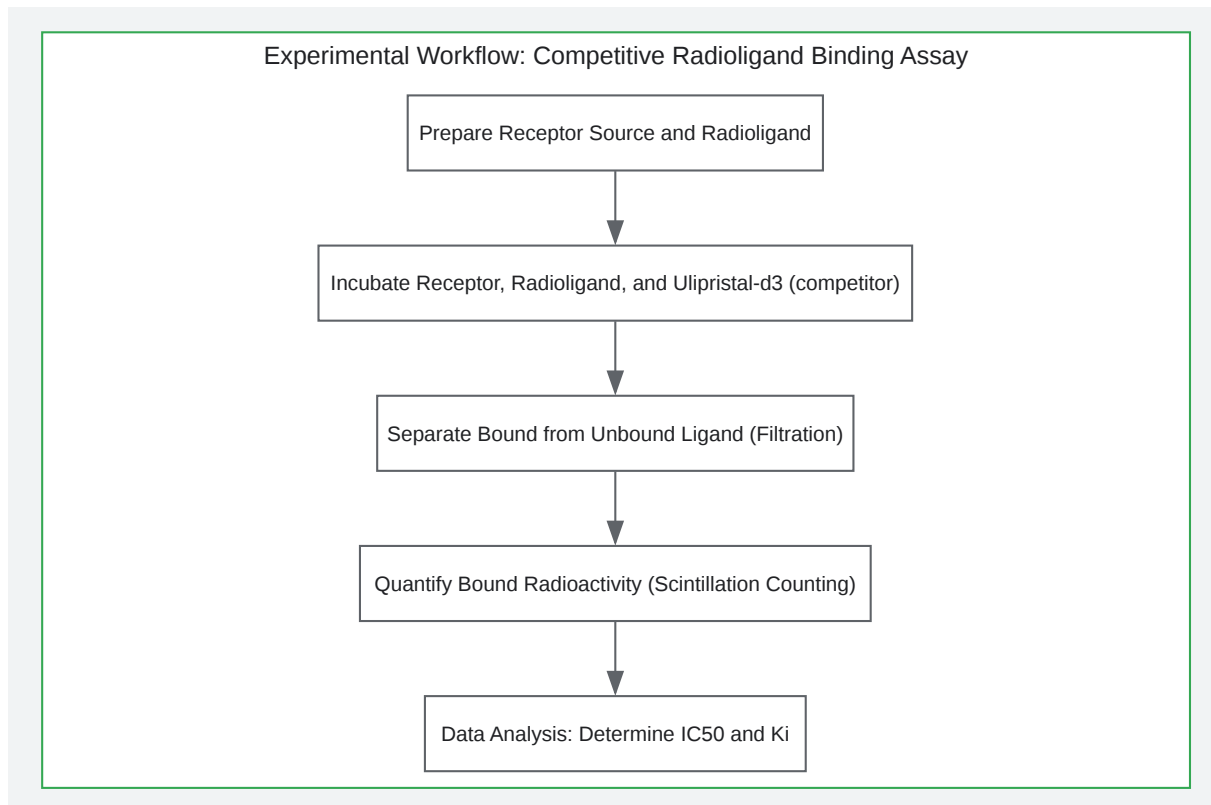 Experimental Workflow: Competitive Radioligand Binding Assay
Prepare Receptor Source and Radioligand
Incubate Receptor, Radioligand, and Ulipristal-d3 (competitor)
Separate Bound from Unbound Ligand (Filtration)
Quantify Bound Radioactivity (Scintillation Counting)
Data Analysis: Determine IC50 and Ki